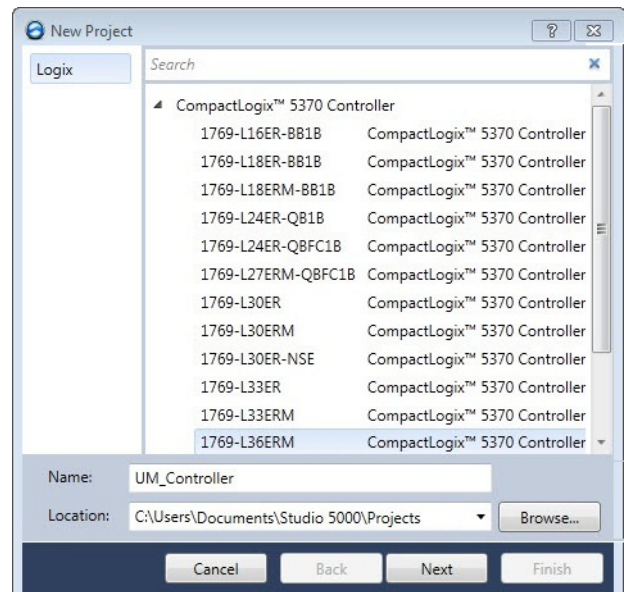 New Project
Logix
Search
CompactLogix™ 5370 Controller
1769-L16ER-BB1B CompactLogix™ 5370 Controller
1769-L18ER-BB1B CompactLogix™ 5370 Controller
1769-L18ERM-BB1B CompactLogix™ 5370 Controller
1769-L24ER-QB1B CompactLogix™ 5370 Controller
1769-L24ER-QBFC1B CompactLogix™ 5370 Controller
1769-L27ERM-QBFC1B CompactLogix™ 5370 Controller
1769-L30ER CompactLogix™ 5370 Controller
1769-L30ERM CompactLogix™ 5370 Controller
1769-L30ER-NSE CompactLogix™ 5370 Controller
1769-L33ER CompactLogix™ 5370 Controller
1769-L33ERM CompactLogix™ 5370 Controller
1769-L36ERM CompactLogix™ 5370 Controller
Name: UM_Controller
Location: C:\Users\Documents\Studio 5000\Projects Browse...
Cancel Back Next Finish